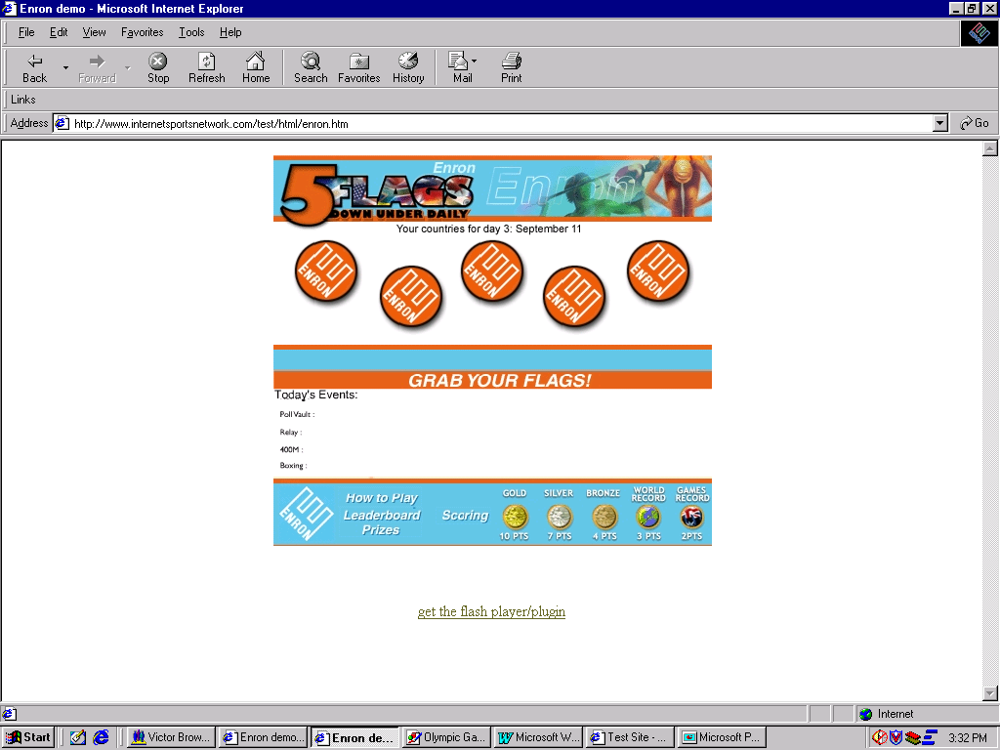 Enron demo - Microsoft Internet Explorer
File Edit View Favorites Tools Help
Back Forward Stop Refresh Home Search Favorites History Mail Print
Links
Address http://www.internetsportsnetwork.com/test/html/enron.htm Go
Enron
5 FLAGS Enron
DOWN UNDER DAILY
Your countries for day 3: September 11
ENRON ENRON ENRON ENRON ENRON
GRAB YOUR FLAGS!
Today's Events:
Poll Vault :
Relay :
400M :
Boxing :
ENRON
How to Play
Leaderboard Scoring
Prizes
GOLD SILVER BRONZE WORLD RECORD GAMES RECORD
10 PTS 7 PTS 4 PTS 3 PTS 2PTS
get the flash player/plugin
Internet
Start Victor Brow... Enron demo... Enron de... Olympic Ga... Microsoft W... Test Site - ... Microsoft P... 3:32 PM